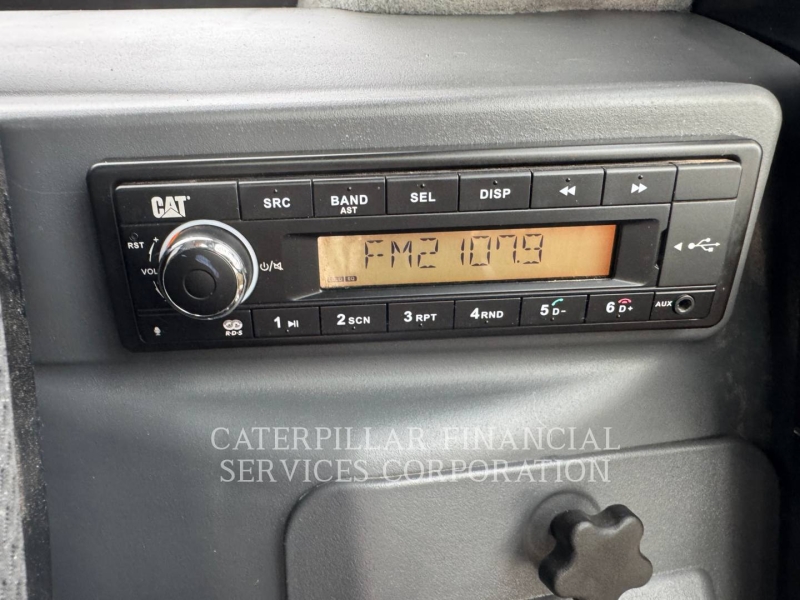 CAT
SRC
BAND
AST
SEL
DISP
RST
VOL
+
-
FM2 107.9
EQ
R·D·S
1
2 SCN
3 RPT
4 RND
5 D-
6 D+
AUX
CATERPILLAR FINANCIAL
SERVICES CORPORATION